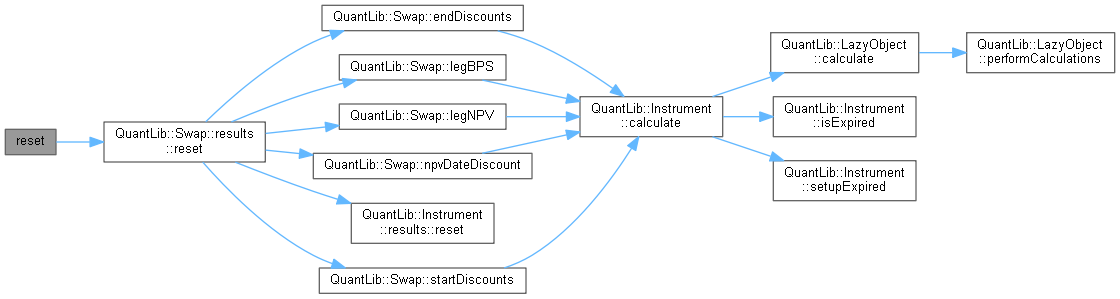 reset
QuantLib::Swap::results
::reset
QuantLib::Swap::endDiscounts
QuantLib::Swap::legBPS
QuantLib::Swap::legNPV
QuantLib::Swap::npvDateDiscount
QuantLib::Instrument
::results::reset
QuantLib::Swap::startDiscounts
QuantLib::Instrument
::calculate
QuantLib::LazyObject
::calculate
QuantLib::Instrument
::isExpired
QuantLib::Instrument
::setupExpired
QuantLib::LazyObject
::performCalculations